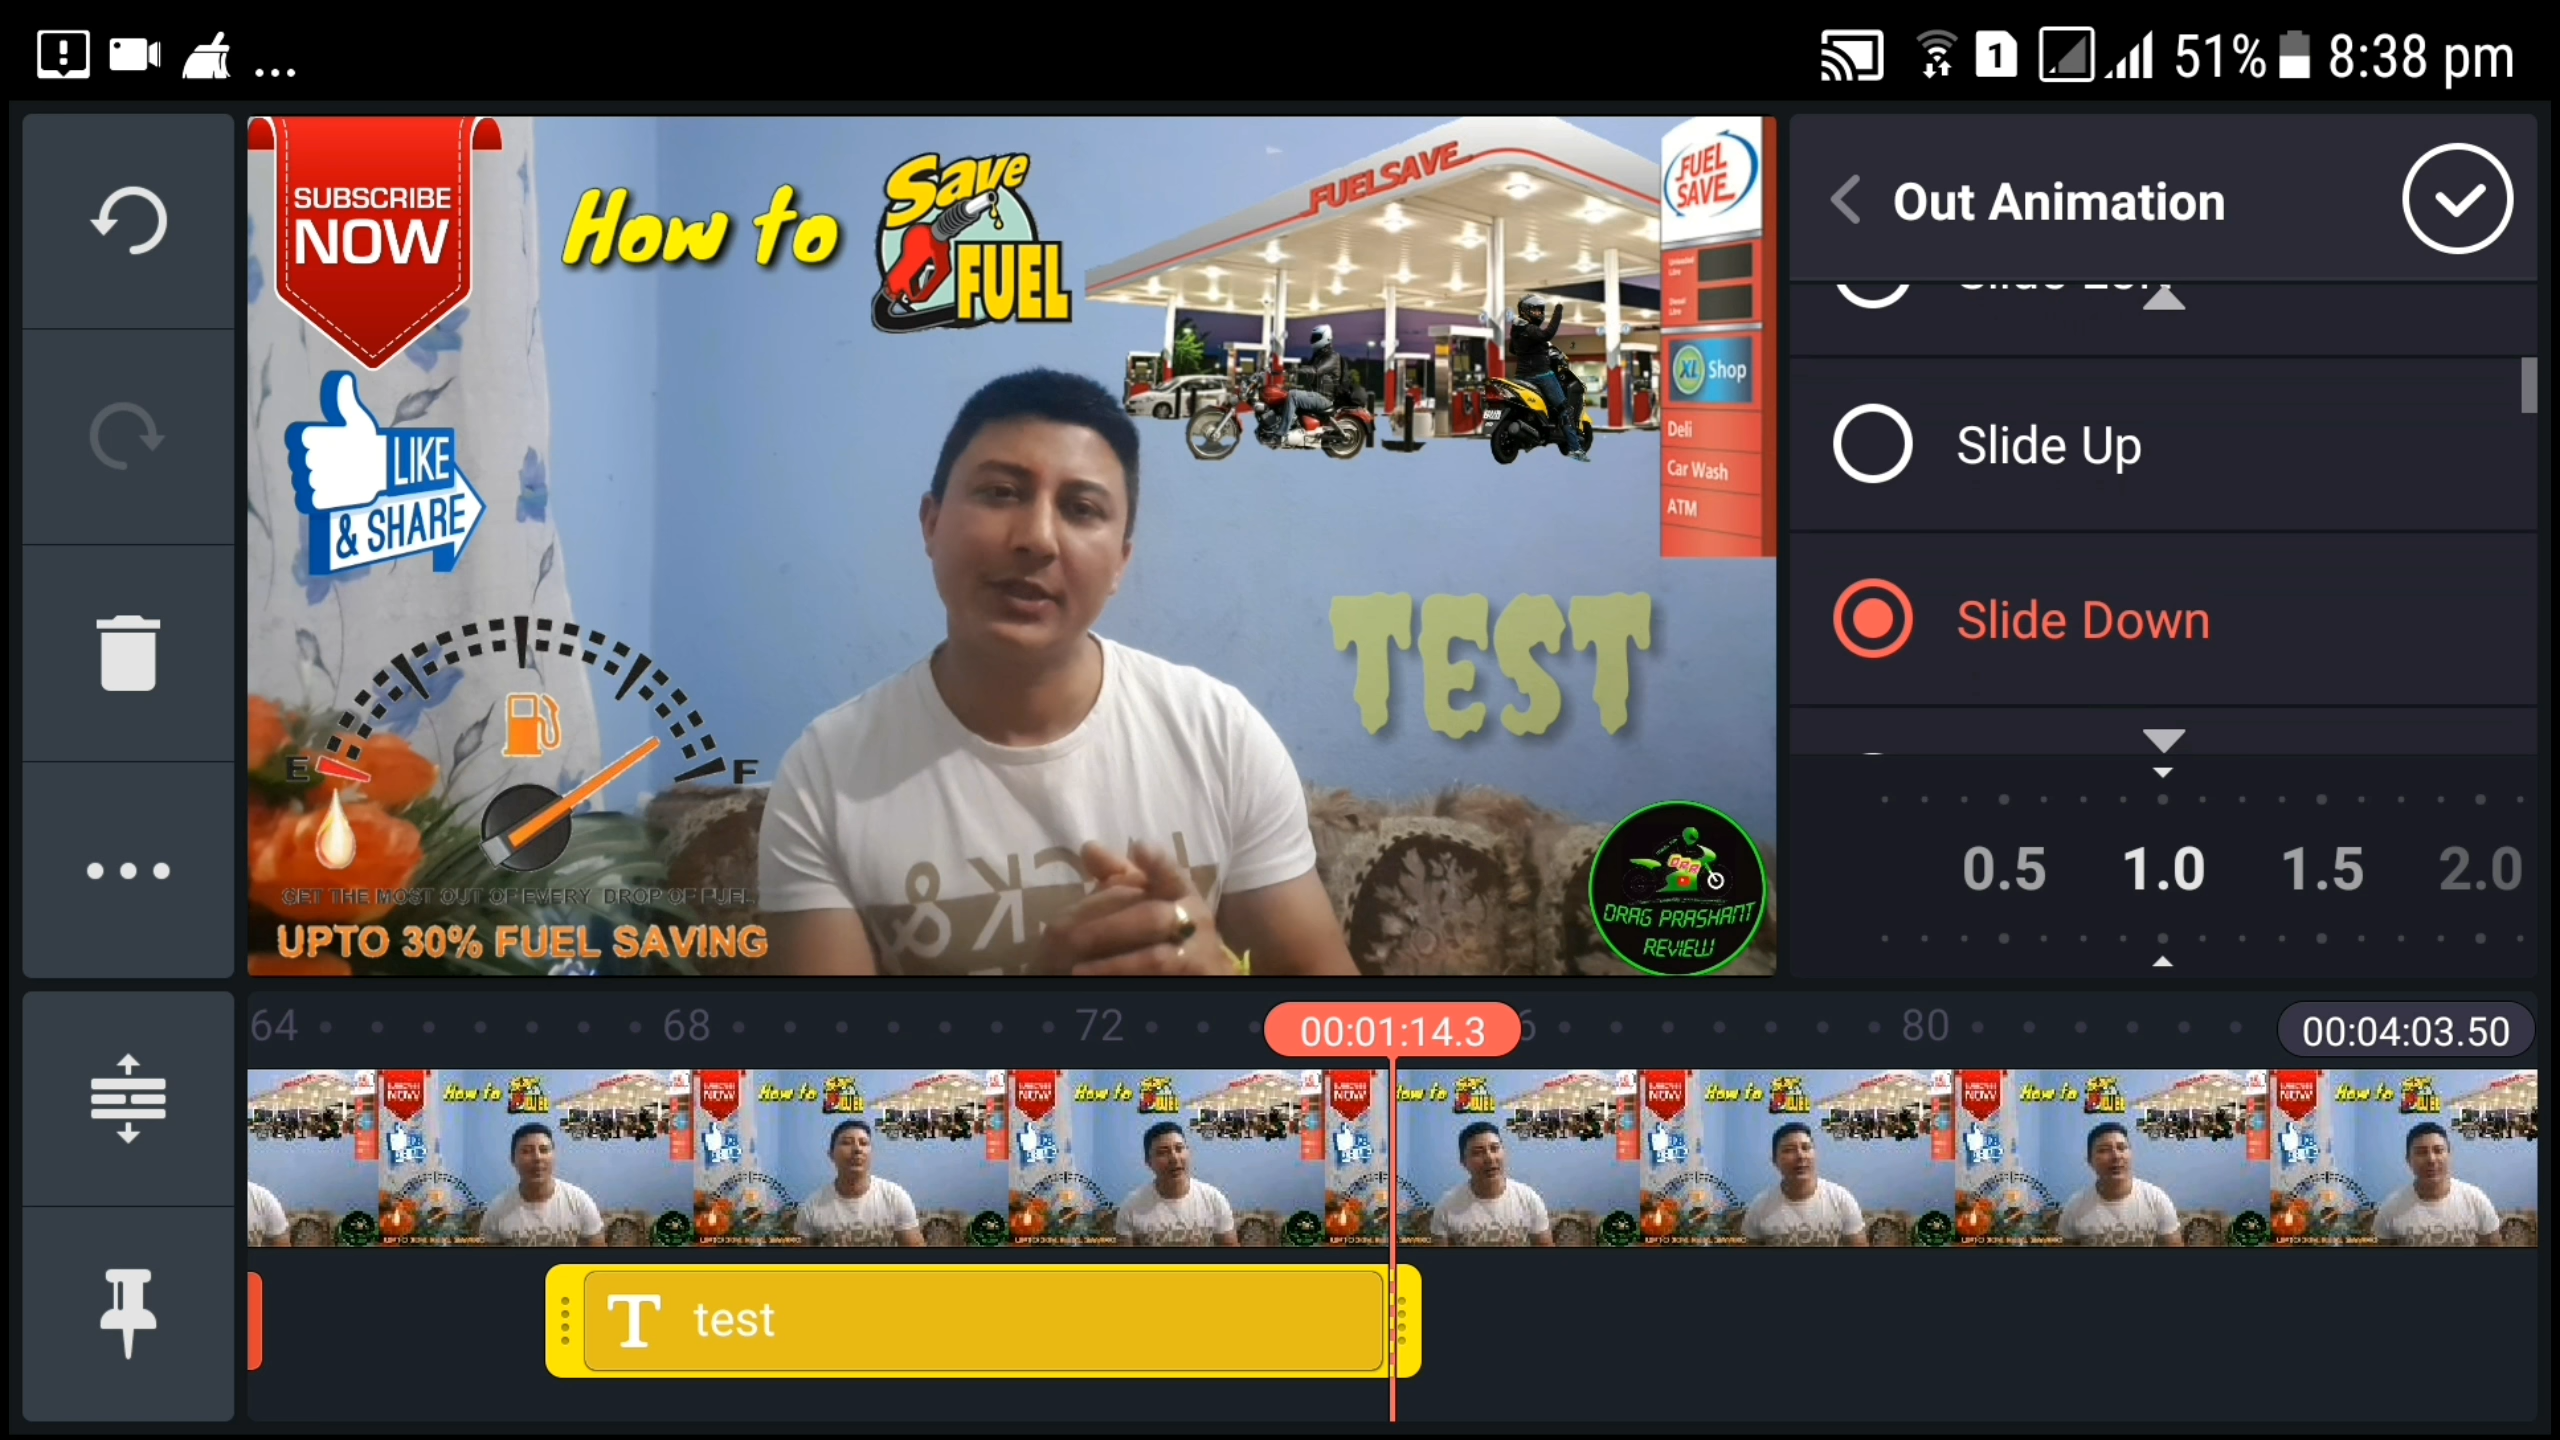 51% 8:38 pm
1
SUBSCRIBE
NOW
How to
Save
FUEL
FUELSAVE
FUEL
SAVE
XL Shop
Deli
Car Wash
ATM
LIKE
& SHARE
TEST
E
F
GET THE MOST OUT OF EVERY DROP OF FUEL
UPTO 30% FUEL SAVING
DRAG PRASHANT
REVIEW
Out Animation
Slide Up
Slide Down
0.5 1.0 1.5 2.0
64 68 72 00:01:14.3 80 00:04:03.50
T test